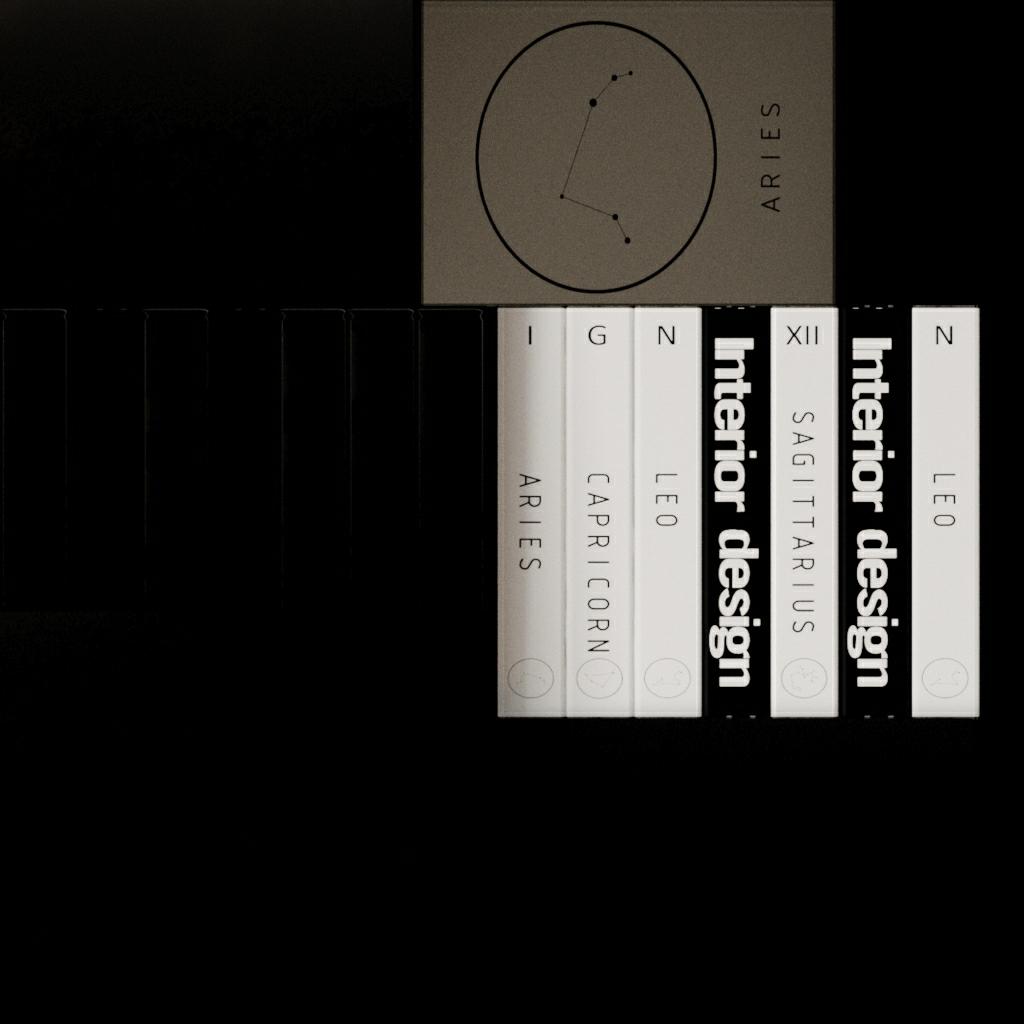 ARIES
I
ARIES
G
CAPRICORN
N
LEO
Interior design
XII
SAGITTARIUS
Interior design
N
LEO